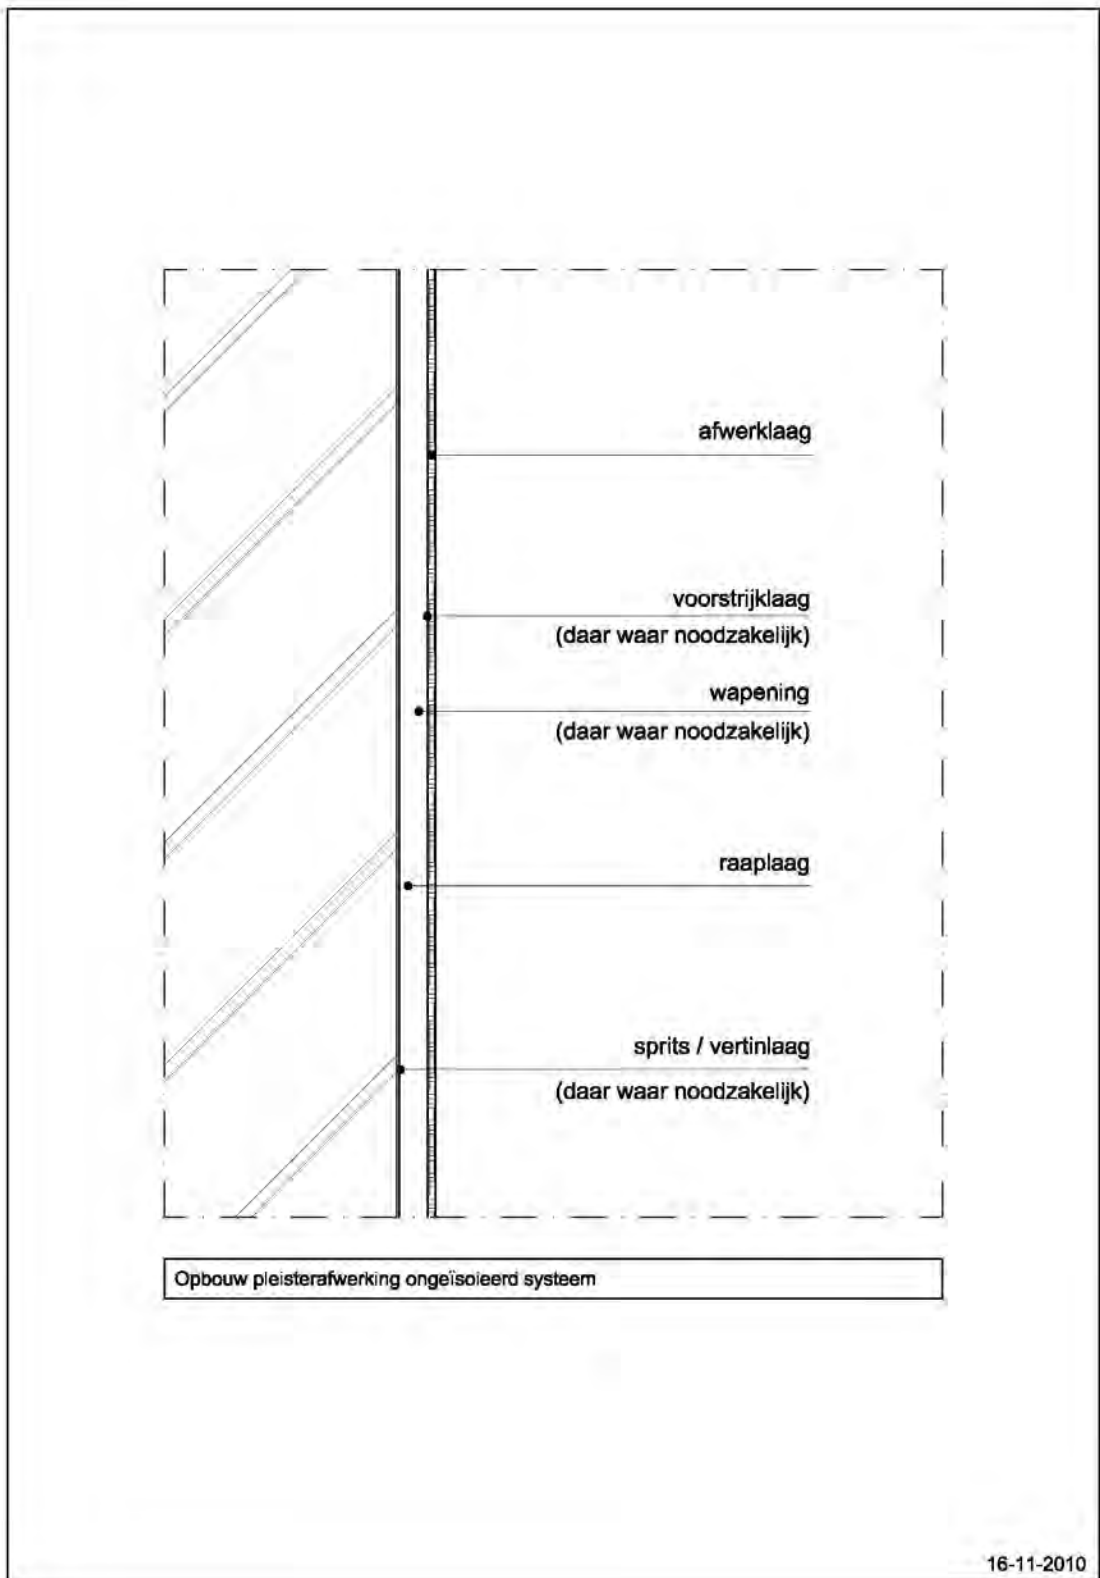 afwerklaag
voorstrijklaag
(daar waar noodzakelijk)
wapening
(daar waar noodzakelijk)
raaplaag
sprits / vertinlaag
(daar waar noodzakelijk)
Opbouw pleisterafwerking ongeïsoleerd systeem
16-11-2010